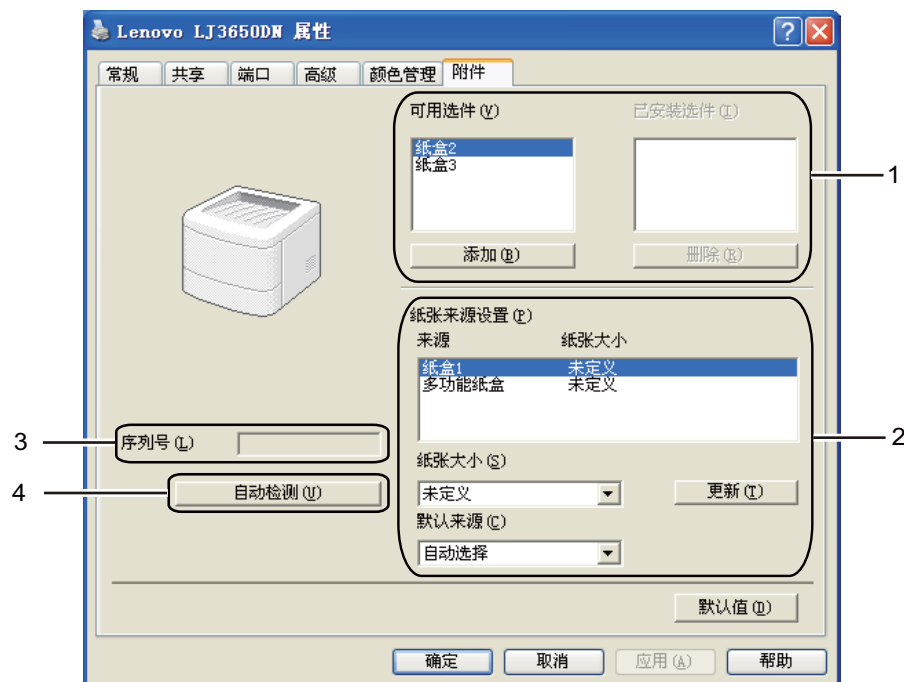 Lenovo LJ3650DN 属性
常规 共享 端口 高级 颜色管理 附件
可用选件(V) 已安装选件(I)
纸盒2
纸盒3
1
添加(B) 删除(R)
纸张来源设置(P)
来源 纸张大小
纸盒1 未定义
多功能纸盒 未定义
2
3 序列号(L)
纸张大小(S)
4 自动检测(U)
未定义 更新(T)
默认来源(C)
自动选择
默认值(D)
确定 取消 应用(A) 帮助